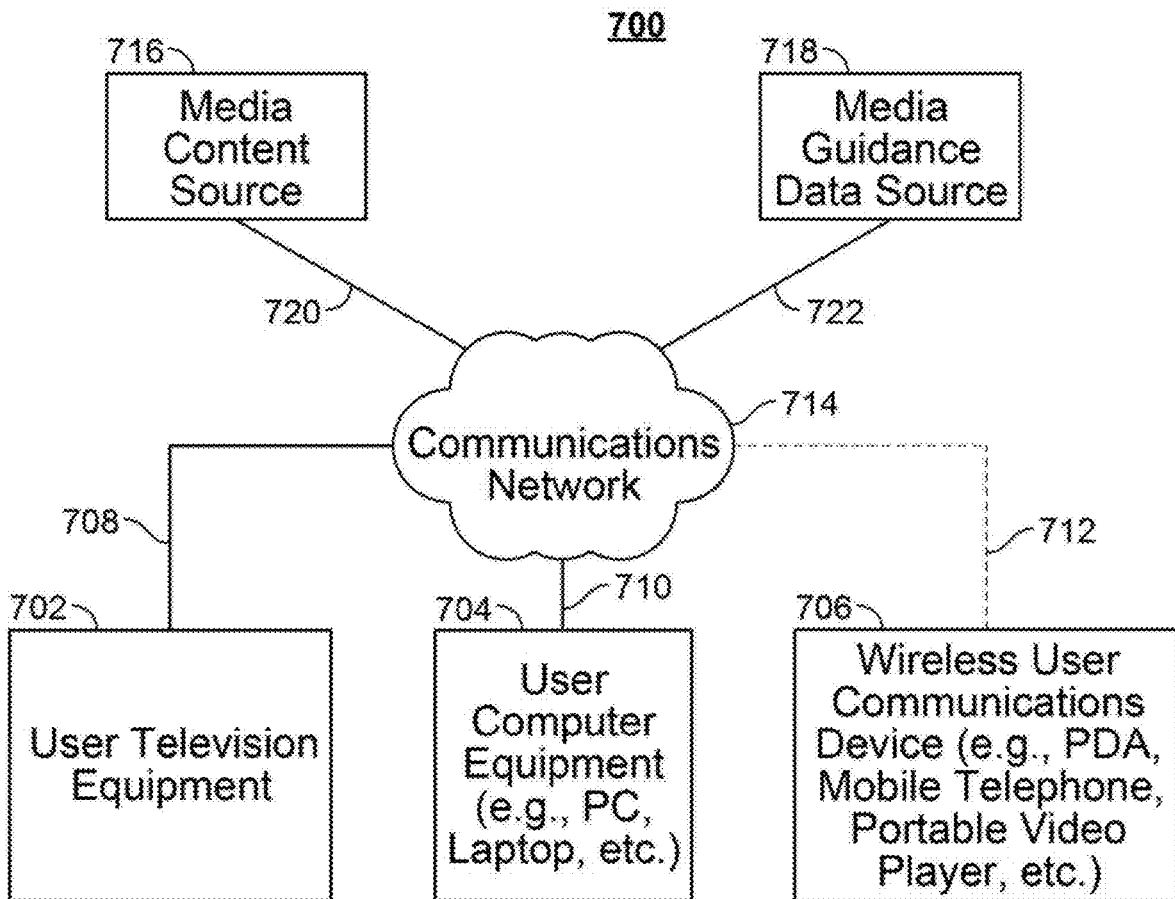 700
716
Media
Content
Source
718
Media
Guidance
Data Source
720
722
714
Communications
Network
708
710
712
702
User Television
Equipment
704
User
Computer
Equipment
(e.g., PC,
Laptop, etc.)
706
Wireless User
Communications
Device (e.g., PDA,
Mobile Telephone,
Portable Video
Player, etc.)